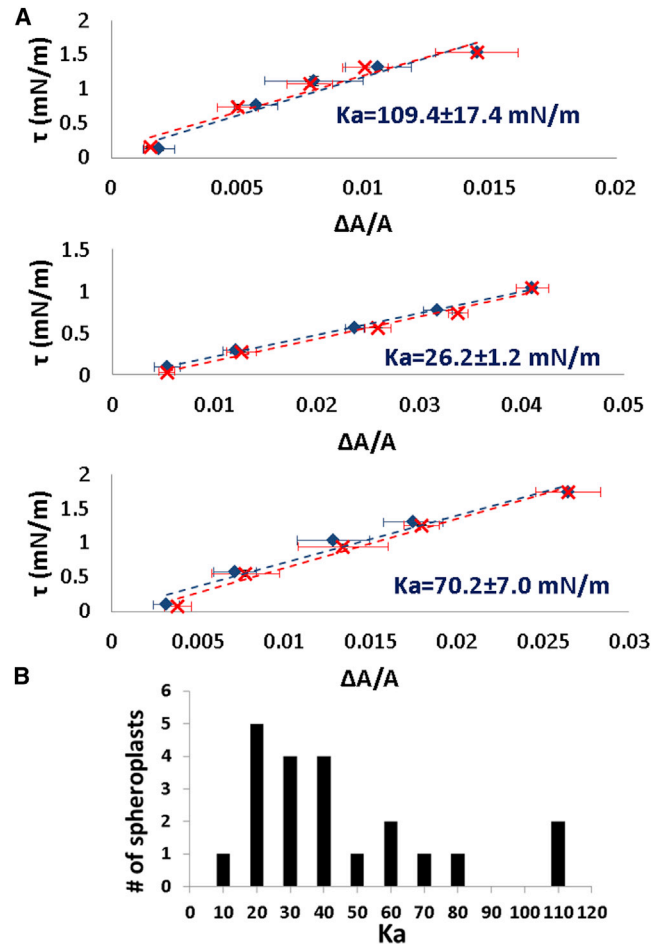 A
τ (mN/m)
2
1.5
1
0.5
0
Ka=109.4±17.4 mN/m
0 0.005 0.01 0.015 0.02
ΔA/A
τ (mN/m)
1.5
1
0.5
0
Ka=26.2±1.2 mN/m
0 0.01 0.02 0.03 0.04 0.05
ΔA/A
τ (mN/m)
2
1.5
1
0.5
0
Ka=70.2±7.0 mN/m
0 0.005 0.01 0.015 0.02 0.025 0.03
ΔA/A
B
# of spheroplasts
6
5
4
3
2
1
0
0 10 20 30 40 50 60 70 80 90 100 110 120
Ka